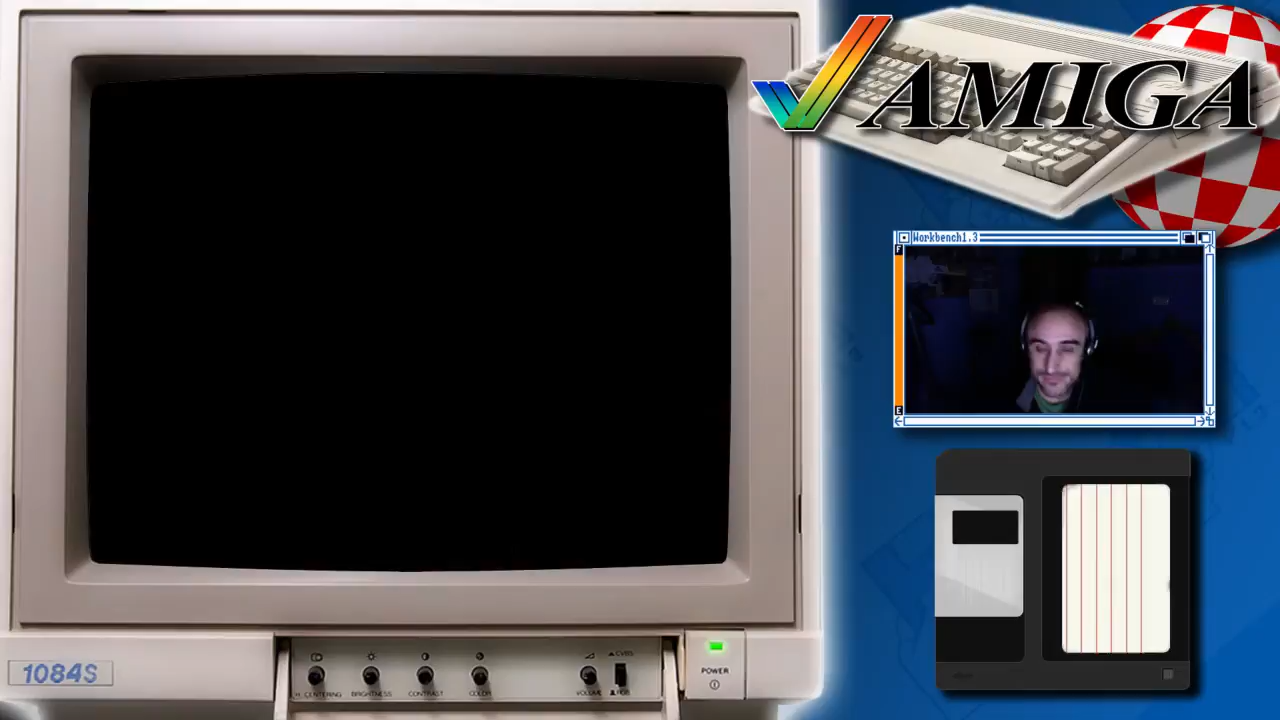 AMIGA
Workbench1.3
F
E
1084S
H. CENTERING
BRIGHTNESS
CONTRAST
COLOR
VOLUME
CVBS
RGB
POWER